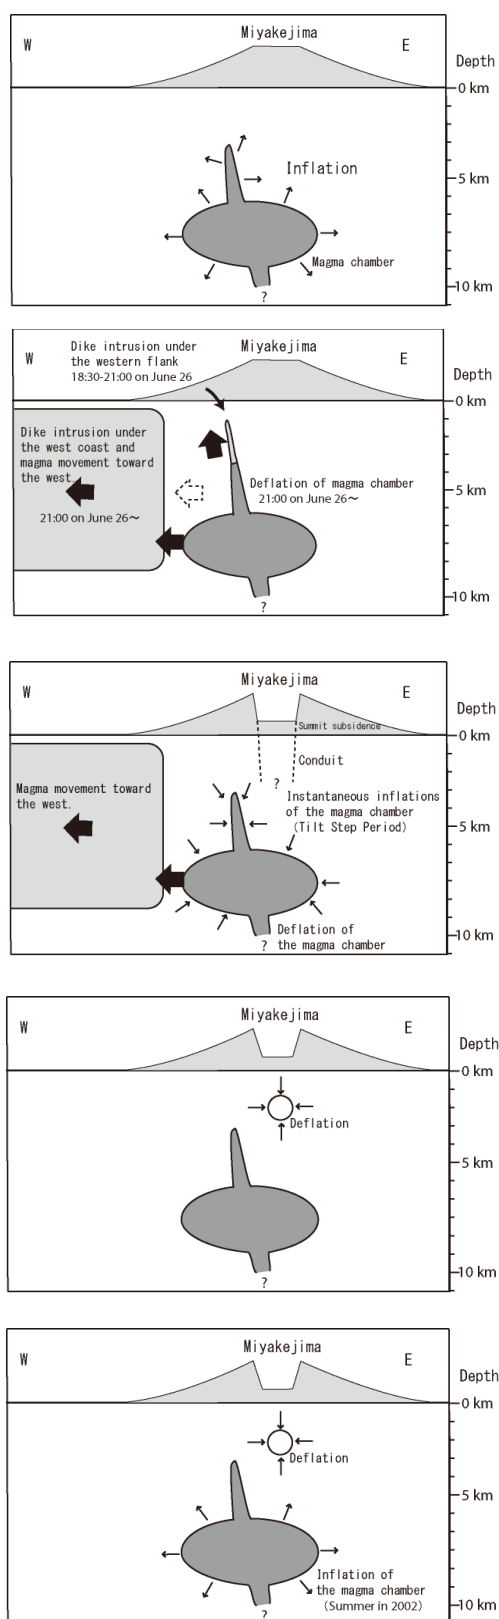 Miyakejima
W
E
Depth
0 km
Inflation
5 km
Magma chamber
10 km
?
Dike intrusion under
the western flank
18:30-21:00 on June 26
Miyakejima
W
E
Depth
0 km
Dike intrusion under
the west coast and
magma movement toward
the west.
21:00 on June 26～
Deflation of magma chamber
21:00 on June 26～
5 km
10 km
?
Miyakejima
W
E
Depth
Summit subsidence
0 km
Conduit
?
Magma movement toward
the west.
Instantaneous inflations
of the magma chamber
(Tilt Step Period)
5 km
Deflation of
the magma chamber
?
10 km
Miyakejima
W
E
Depth
0 km
Deflation
5 km
10 km
?
Miyakejima
W
E
Depth
0 km
Deflation
5 km
Inflation of
the magma chamber
(Summer in 2002)
10 km
?